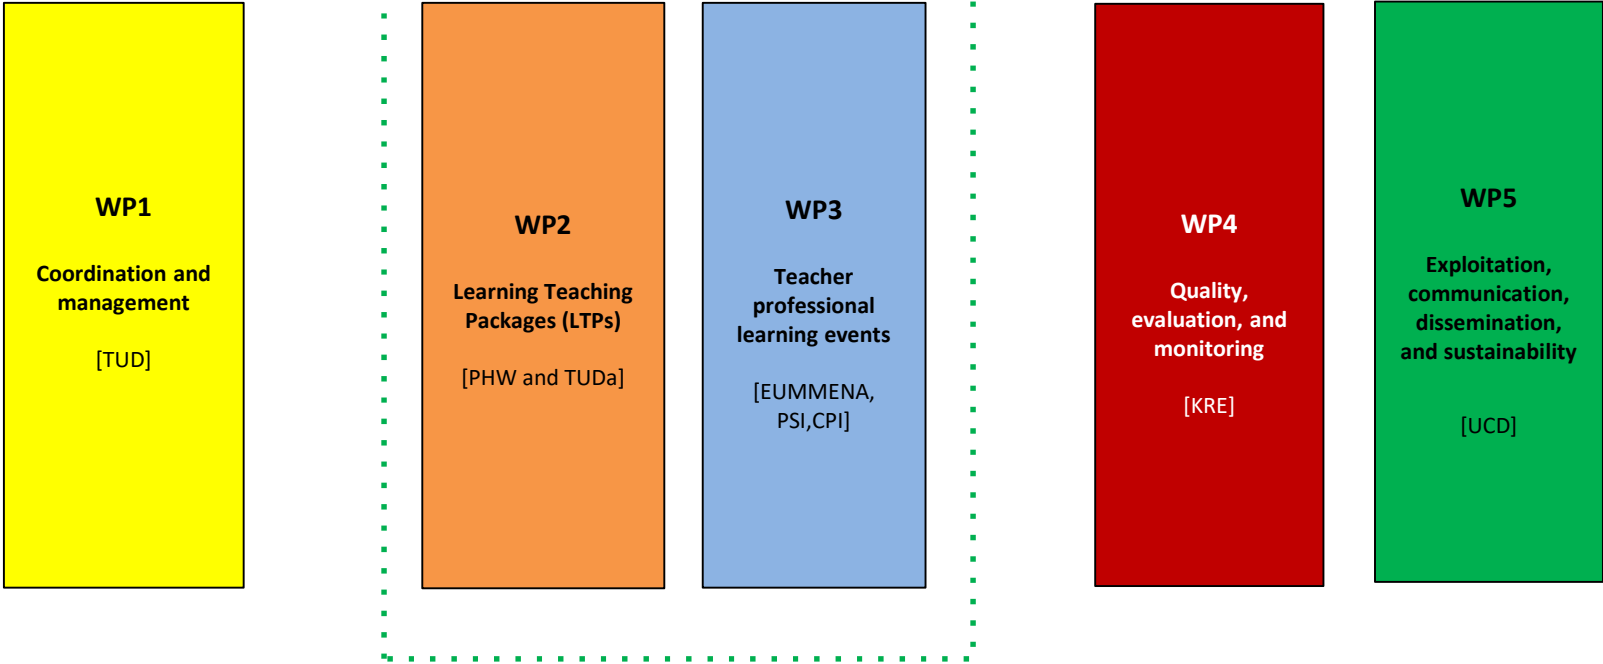 WP1
Coordination and
management
[TUD]
WP2
Learning Teaching
Packages (LTPs)
[PHW and TUDa]
WP3
Teacher
professional
learning events
[EUMMENA,
PSI,CPI]
WP4
Quality,
evaluation, and
monitoring
[KRE]
WP5
Exploitation,
communication,
dissemination,
and sustainability
[UCD]